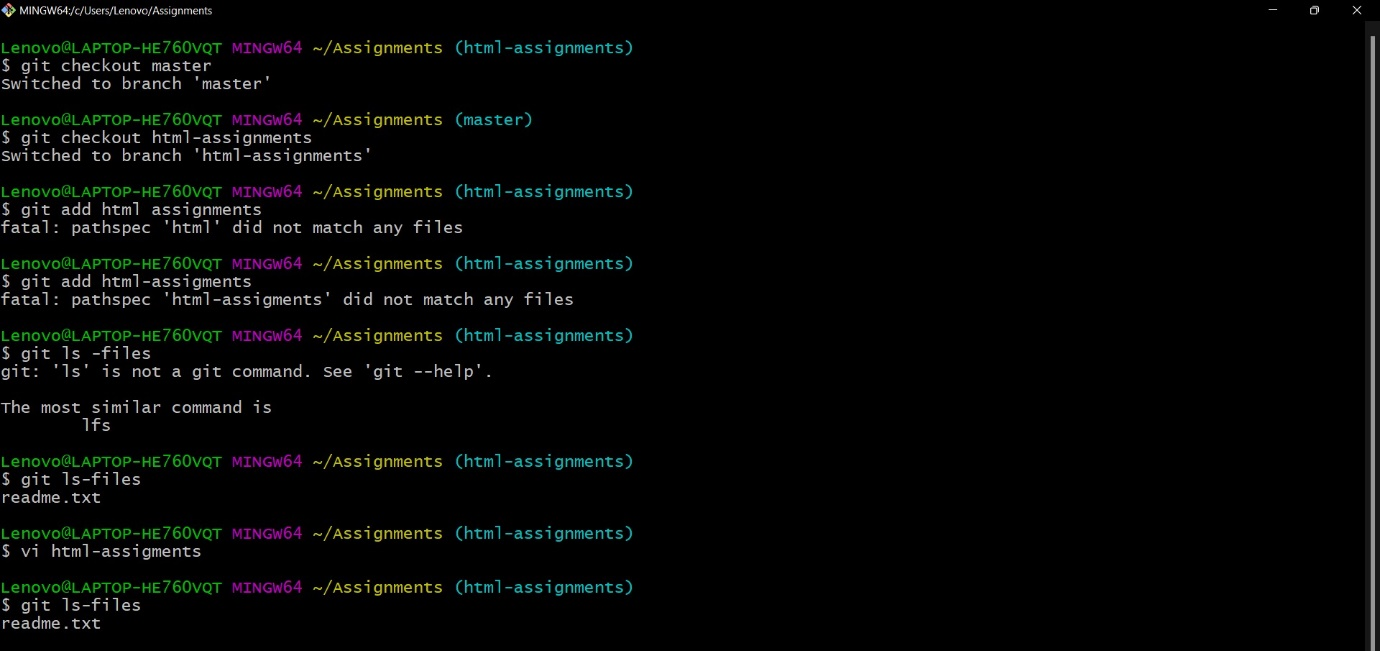 MINGW64:/c/Users/Lenovo/Assignments
Lenovo@LAPTOP-HE760VQT MINGW64 ~/Assignments (html-assignments)
$ git checkout master
Switched to branch 'master'
Lenovo@LAPTOP-HE760VQT MINGW64 ~/Assignments (master)
$ git checkout html-assignments
Switched to branch 'html-assignments'
Lenovo@LAPTOP-HE760VQT MINGW64 ~/Assignments (html-assignments)
$ git add html assignments
fatal: pathspec 'html' did not match any files
Lenovo@LAPTOP-HE760VQT MINGW64 ~/Assignments (html-assignments)
$ git add html-assigments
fatal: pathspec 'html-assigments' did not match any files
Lenovo@LAPTOP-HE760VQT MINGW64 ~/Assignments (html-assignments)
$ git ls -files
git: 'ls' is not a git command. See 'git --help'.
The most similar command is
lfs
Lenovo@LAPTOP-HE760VQT MINGW64 ~/Assignments (html-assignments)
$ git ls-files
readme.txt
Lenovo@LAPTOP-HE760VQT MINGW64 ~/Assignments (html-assignments)
$ vi html-assigments
Lenovo@LAPTOP-HE760VQT MINGW64 ~/Assignments (html-assignments)
$ git ls-files
readme.txt